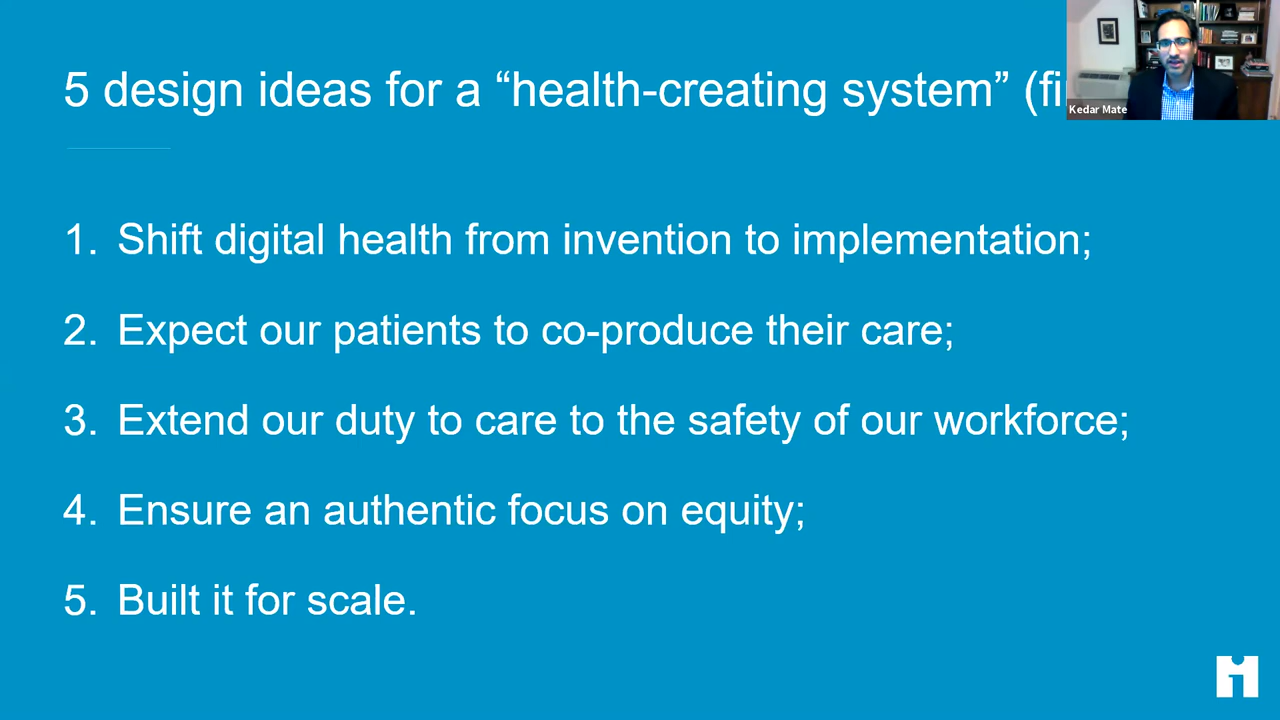 5 design ideas for a “health-creating system” (fi
Kedar Mate
1. Shift digital health from invention to implementation;
2. Expect our patients to co-produce their care;
3. Extend our duty to care to the safety of our workforce;
4. Ensure an authentic focus on equity;
5. Built it for scale.